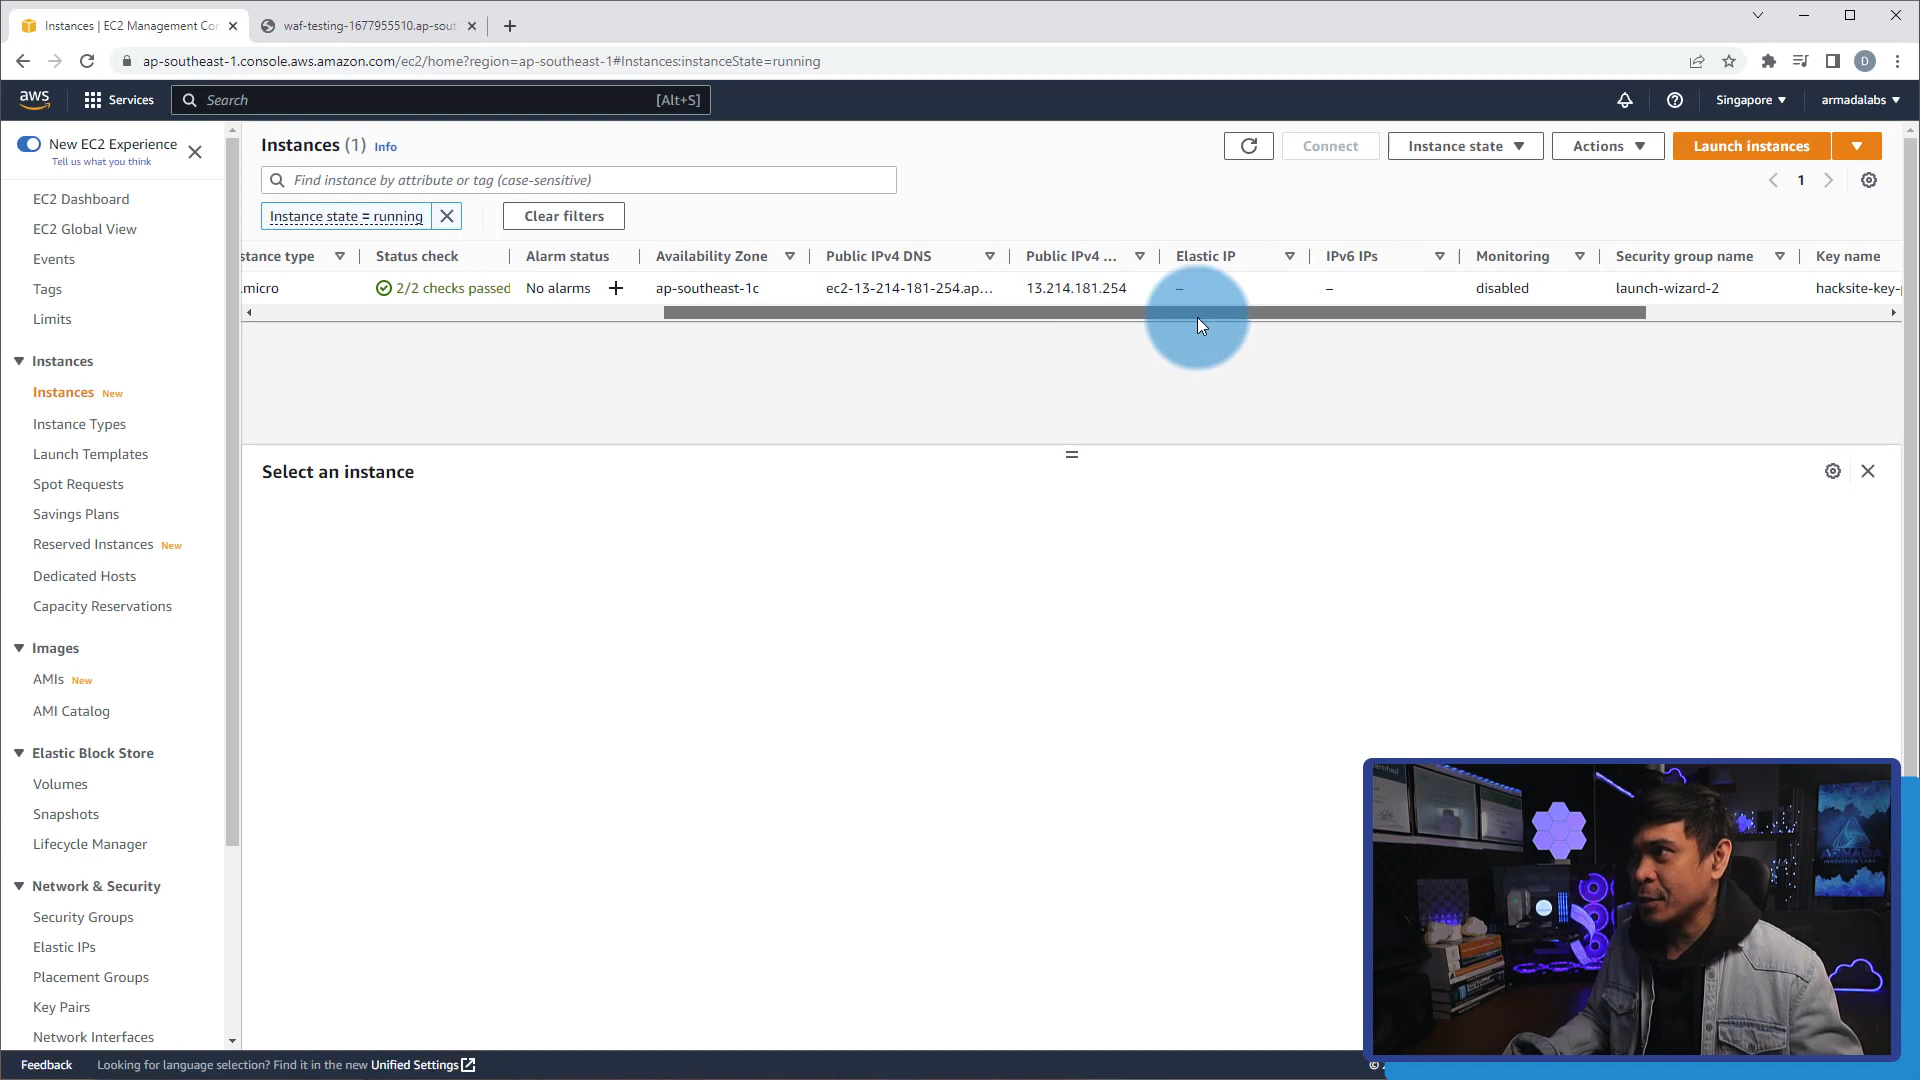 Instances | EC2 Management Con
waf-testing-1677955510.ap-sout
ap-southeast-1.console.aws.amazon.com/ec2/home?region=ap-southeast-1#Instances:instanceState=running
D
aws
Services
Search
[Alt+S]
Singapore
armadalabs
New EC2 Experience
Tell us what you think
EC2 Dashboard
EC2 Global View
Events
Tags
Limits
Instances
Instances New
Instance Types
Launch Templates
Spot Requests
Savings Plans
Reserved Instances New
Dedicated Hosts
Capacity Reservations
Images
AMIs New
AMI Catalog
Elastic Block Store
Volumes
Snapshots
Lifecycle Manager
Network & Security
Security Groups
Elastic IPs
Placement Groups
Key Pairs
Network Interfaces
Instances (1) Info
Connect
Instance state
Actions
Launch instances
Find instance by attribute or tag (case-sensitive)
1
Instance state = running
Clear filters
stance type Status check Alarm status Availability Zone Public IPv4 DNS Public IPv4 ... Elastic IP IPv6 IPs Monitoring Security group name Key name
.micro 2/2 checks passed No alarms + ap-southeast-1c ec2-13-214-181-254.ap... 13.214.181.254 – – disabled launch-wizard-2 hacksite-key-
Select an instance
ARMADA
Feedback
Looking for language selection? Find it in the new Unified Settings
©